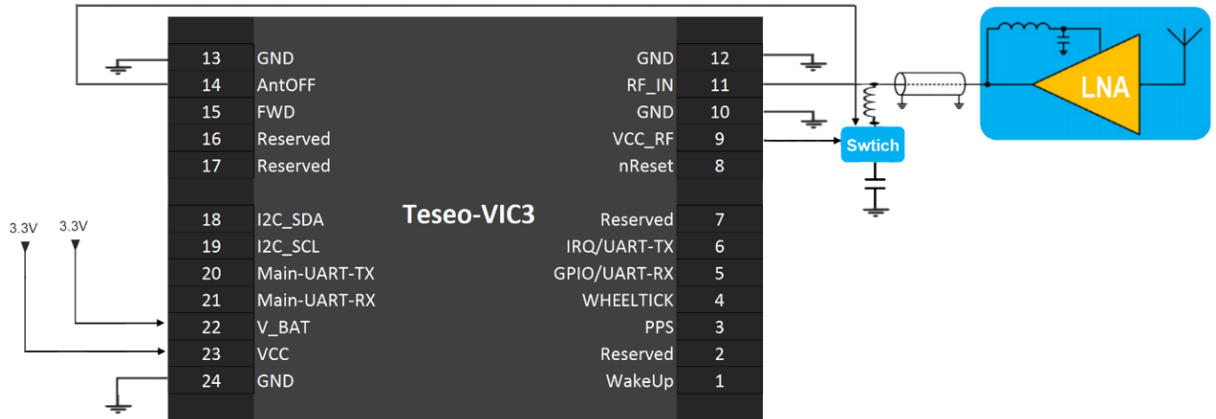 13 GND GND 12
14 AntOFF RF_IN 11
LNA
15 FWD GND 10
16 Reserved VCC_RF 9
Swtich
17 Reserved nReset 8
Teseo-VIC3
18 I2C_SDA Reserved 7
3.3V 3.3V
19 I2C_SCL IRQ/UART-TX 6
20 Main-UART-TX GPIO/UART-RX 5
21 Main-UART-RX WHEELTICK 4
22 V_BAT PPS 3
23 VCC Reserved 2
24 GND WakeUp 1